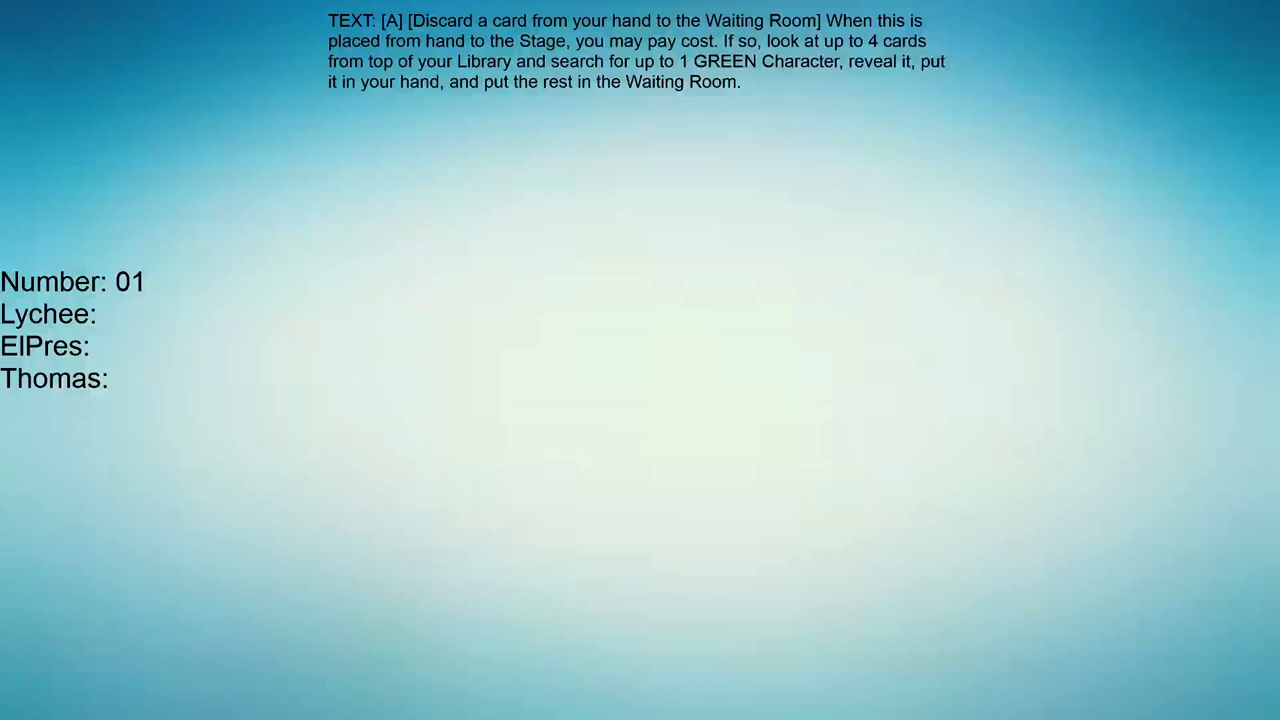 TEXT: [A] [Discard a card from your hand to the Waiting Room] When this is
placed from hand to the Stage, you may pay cost. If so, look at up to 4 cards
from top of your Library and search for up to 1 GREEN Character, reveal it, put
it in your hand, and put the rest in the Waiting Room.
Number: 01
Lychee:
ElPres:
Thomas: